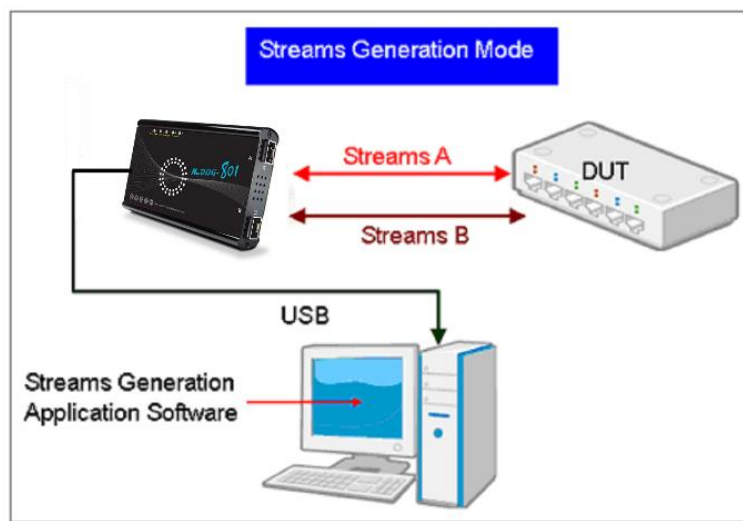 Streams Generation Mode
Streams A
DUT
Streams B
USB
Streams Generation
Application Software